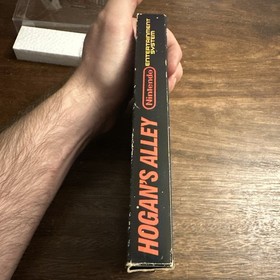 HOGAN'S ALLEY
Nintendo
ENTERTAINMENT
SYSTEM